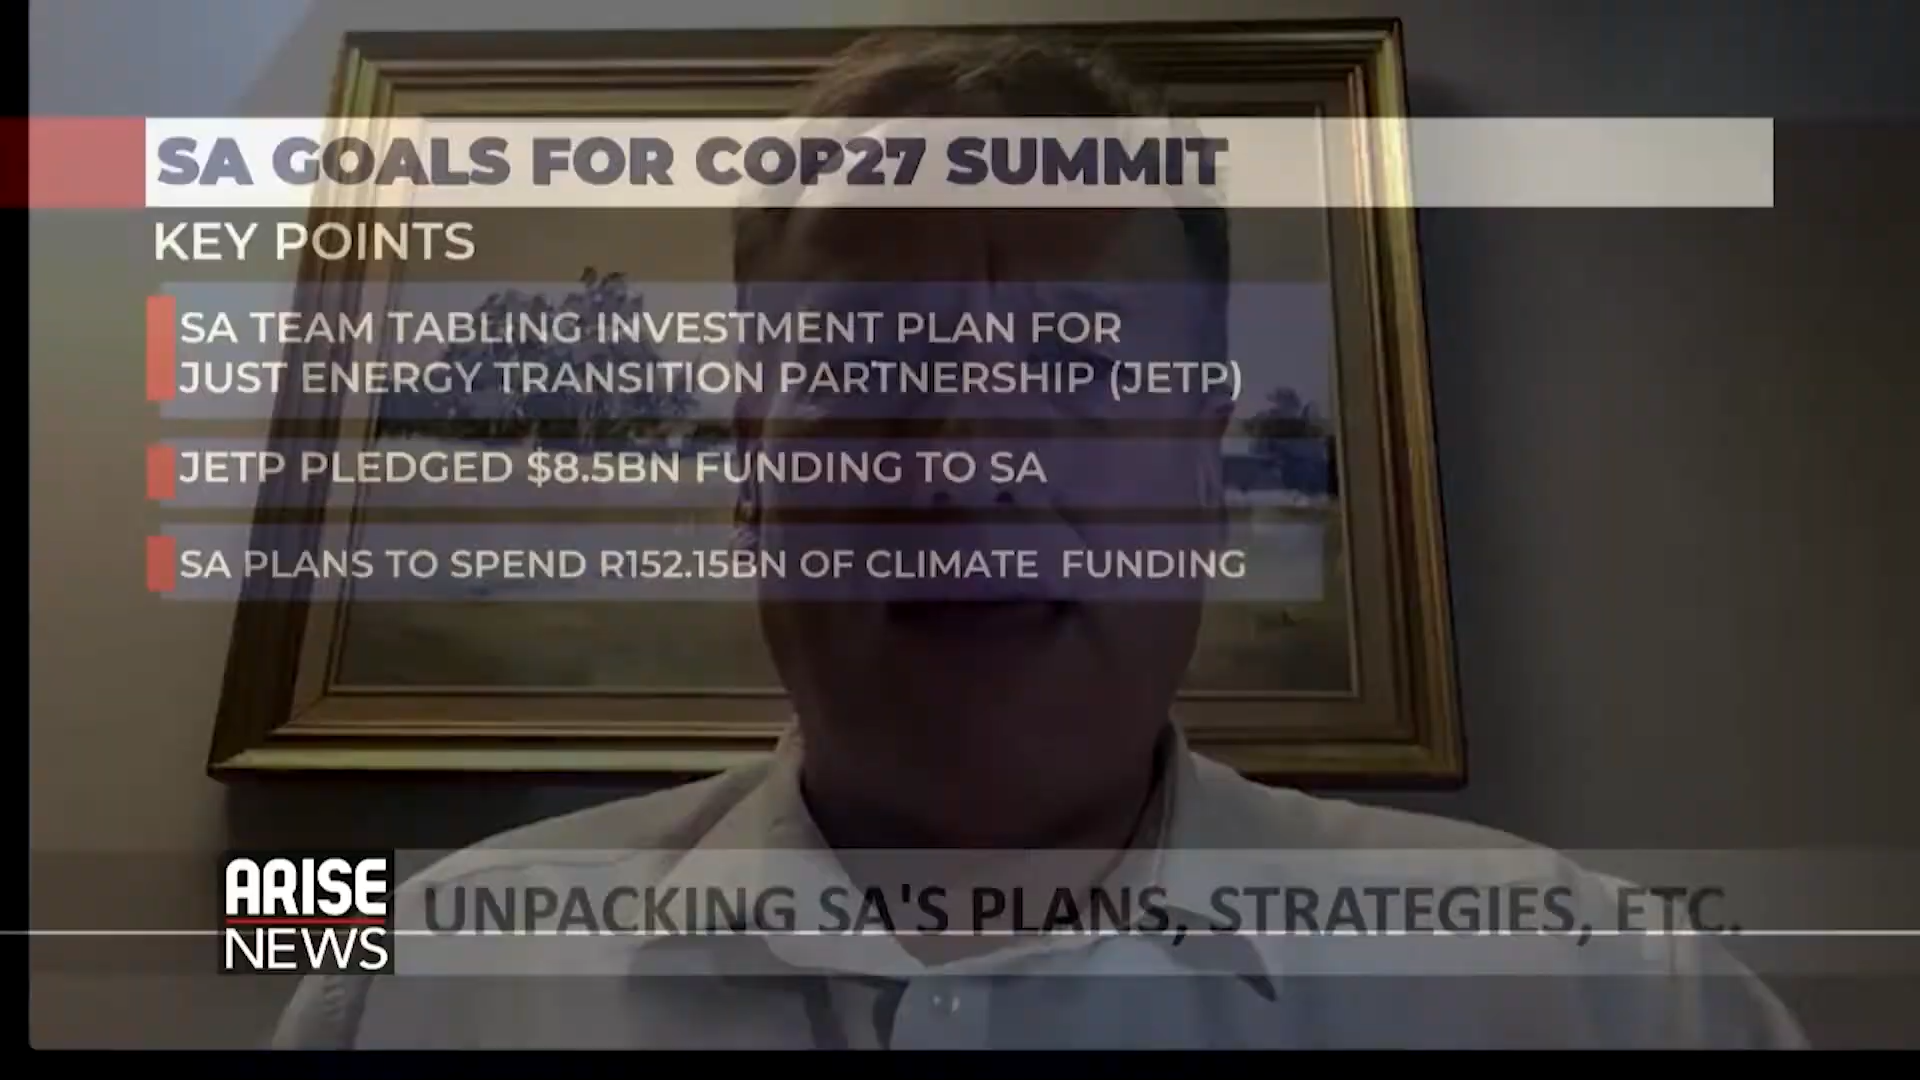 SA GOALS FOR COP27 SUMMIT
KEY POINTS
SA TEAM TABLING INVESTMENT PLAN FOR
JUST ENERGY TRANSITION PARTNERSHIP (JETP)
JETP PLEDGED $8.5BN FUNDING TO SA
SA PLANS TO SPEND R152.15BN OF CLIMATE FUNDING
ARISE
NEWS
UNPACKING SA'S PLANS, STRATEGIES, ETC.